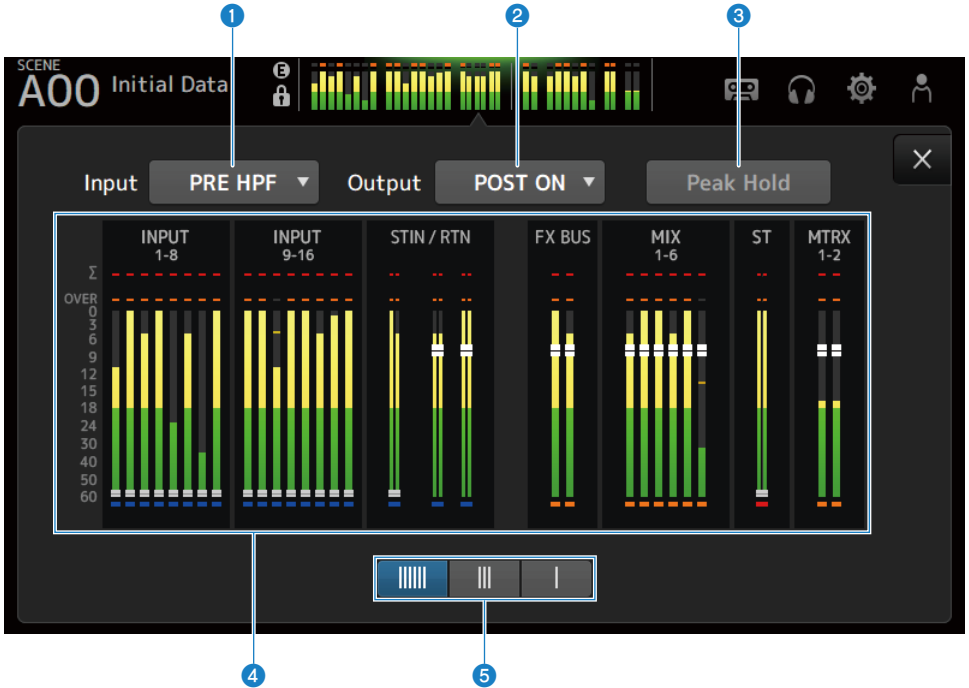 1 2 3
SCENE
A00 Initial Data E
Input PRE HPF Output POST ON Peak Hold
INPUT INPUT STIN / RTN FX BUS MIX ST MTRX
1-8 9-16 1-6 1-2
Σ
OVER
0
3
6
9
12
15
18
24
30
40
50
60
4 5